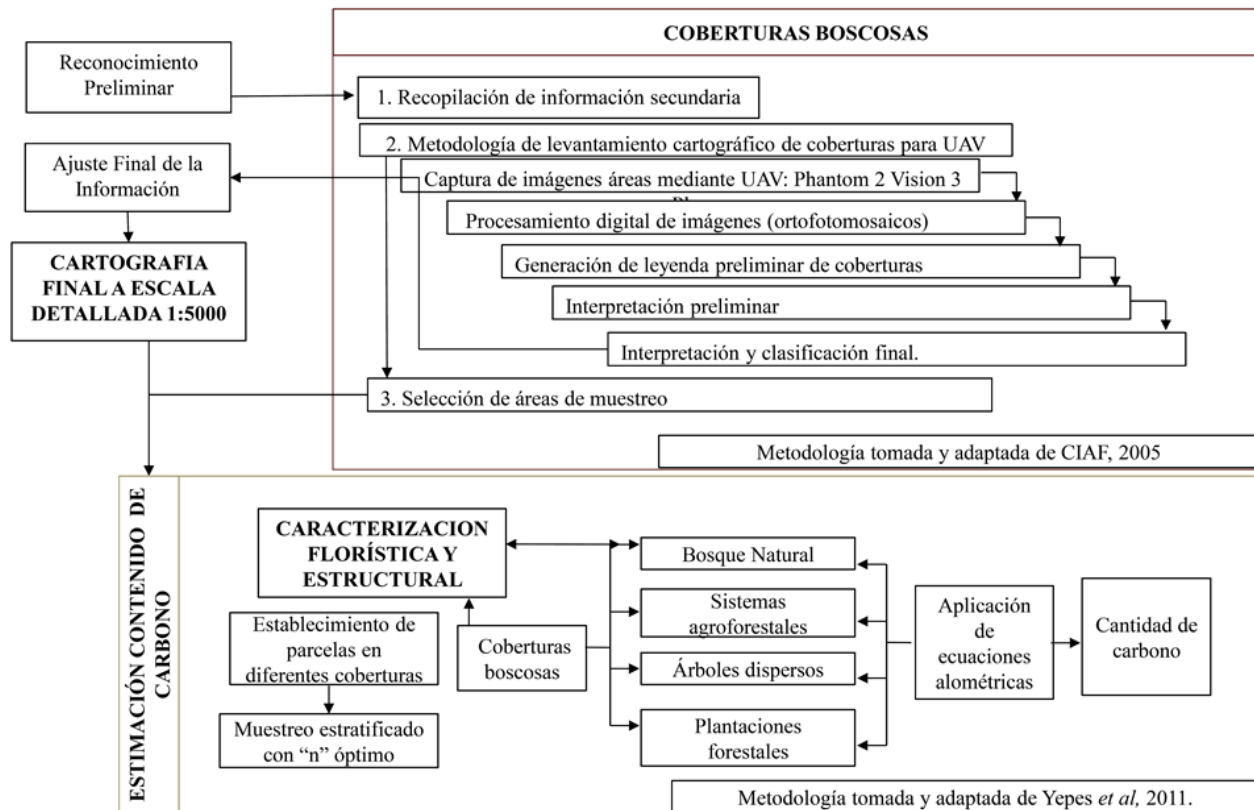 COBERTURAS BOSCOSAS
Reconocimiento
Preliminar
1. Recopilación de información secundaria
2. Metodología de levantamiento cartográfico de coberturas para UAV
Ajuste Final de la
Información
Captura de imágenes áreas mediante UAV: Phantom 2 Vision 3
Procesamiento digital de imágenes (ortofotomosaicos)
CARTOGRAFIA
FINAL A ESCALA
DETALLADA 1:5000
Generación de leyenda preliminar de coberturas
Interpretación preliminar
Interpretación y clasificación final.
3. Selección de áreas de muestreo
Metodología tomada y adaptada de CIAF, 2005
ESTIMACIÓN CONTENIDO DE
CARBONO
CARACTERIZACION
FLORÍSTICA Y
ESTRUCTURAL
Establecimiento de
parcelas en
diferentes coberturas
Muestreo estratificado
con “n” óptimo
Coberturas
boscosas
Bosque Natural
Sistemas
agroforestales
Árboles dispersos
Plantaciones
forestales
Aplicación
de
ecuaciones
alométricas
Cantidad de
carbono
Metodología tomada y adaptada de Yepes et al, 2011.